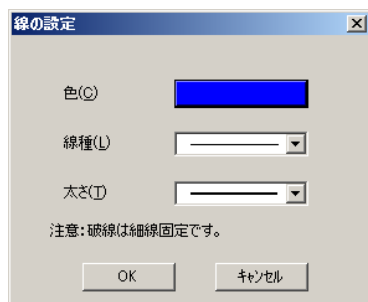 線の設定
色(C)
線種(L)
太さ(T)
注意：破線は細線固定です。
OK
キャンセル